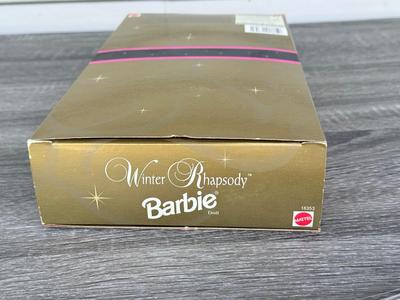 Winter Rhapsody™
Barbie®
Doll
16353
MATTEL